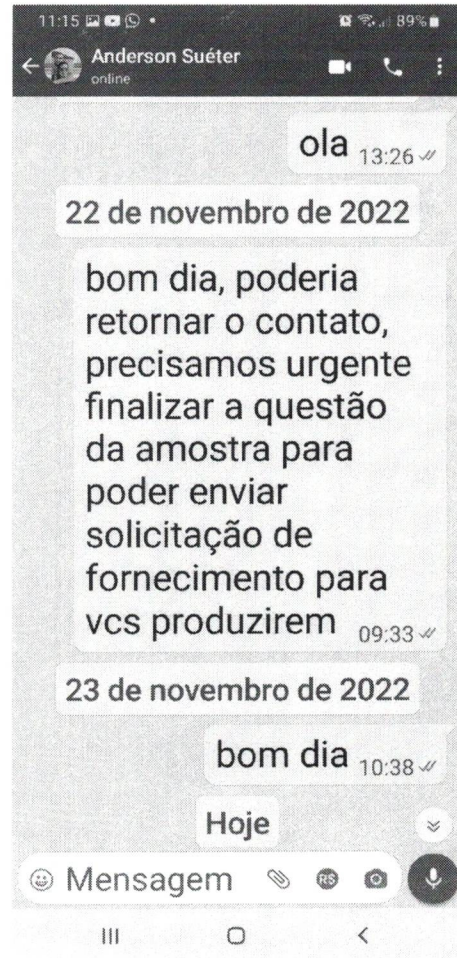 11:15
89%
Anderson Suéter
online
ola 13:26
22 de novembro de 2022
bom dia, poderia
retornar o contato,
precisamos urgente
finalizar a questão
da amostra para
poder enviar
solicitação de
fornecimento para
vcs produzirem 09:33
23 de novembro de 2022
bom dia 10:38
Hoje
Mensagem
R$